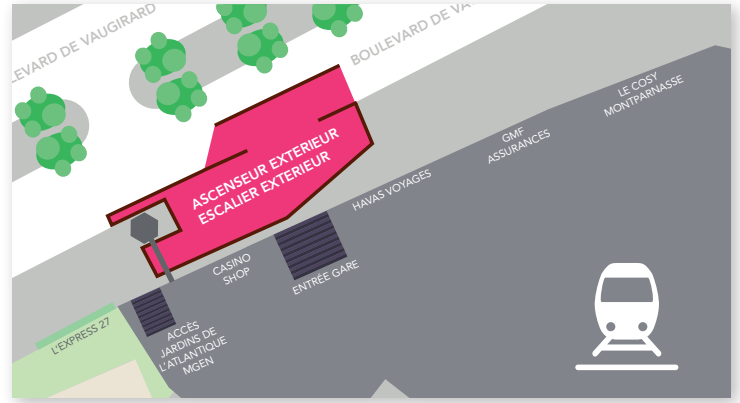 LEVARD DE VAUGIRARD
BOULEVARD DE VA
LE COSY
MONTPARNASSE
GMF
ASSURANCES
ASCENSEUR EXTERIEUR
ESCALIER EXTERIEUR
HAVAS VOYAGES
CASINO
SHOP
ENTRÉE GARE
L'EXPRESS 27
ACCÈS
JARDINS DE
L'ATLANTIQUE
MGEN